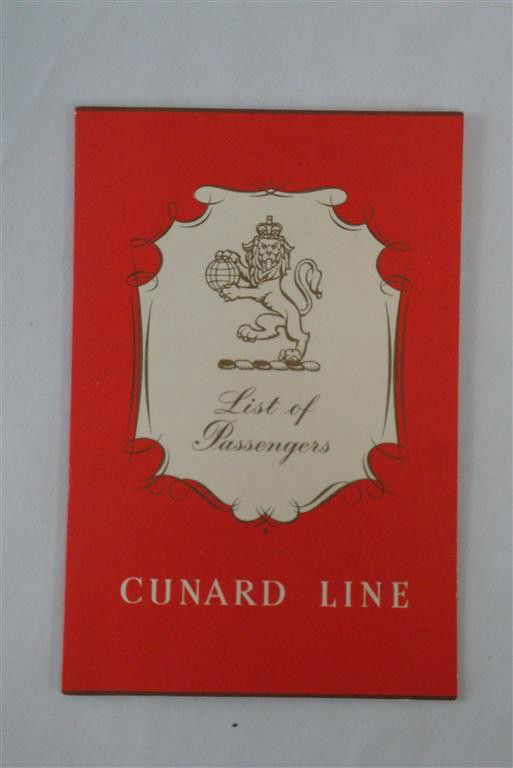 List of
Passengers
CUNARD LINE